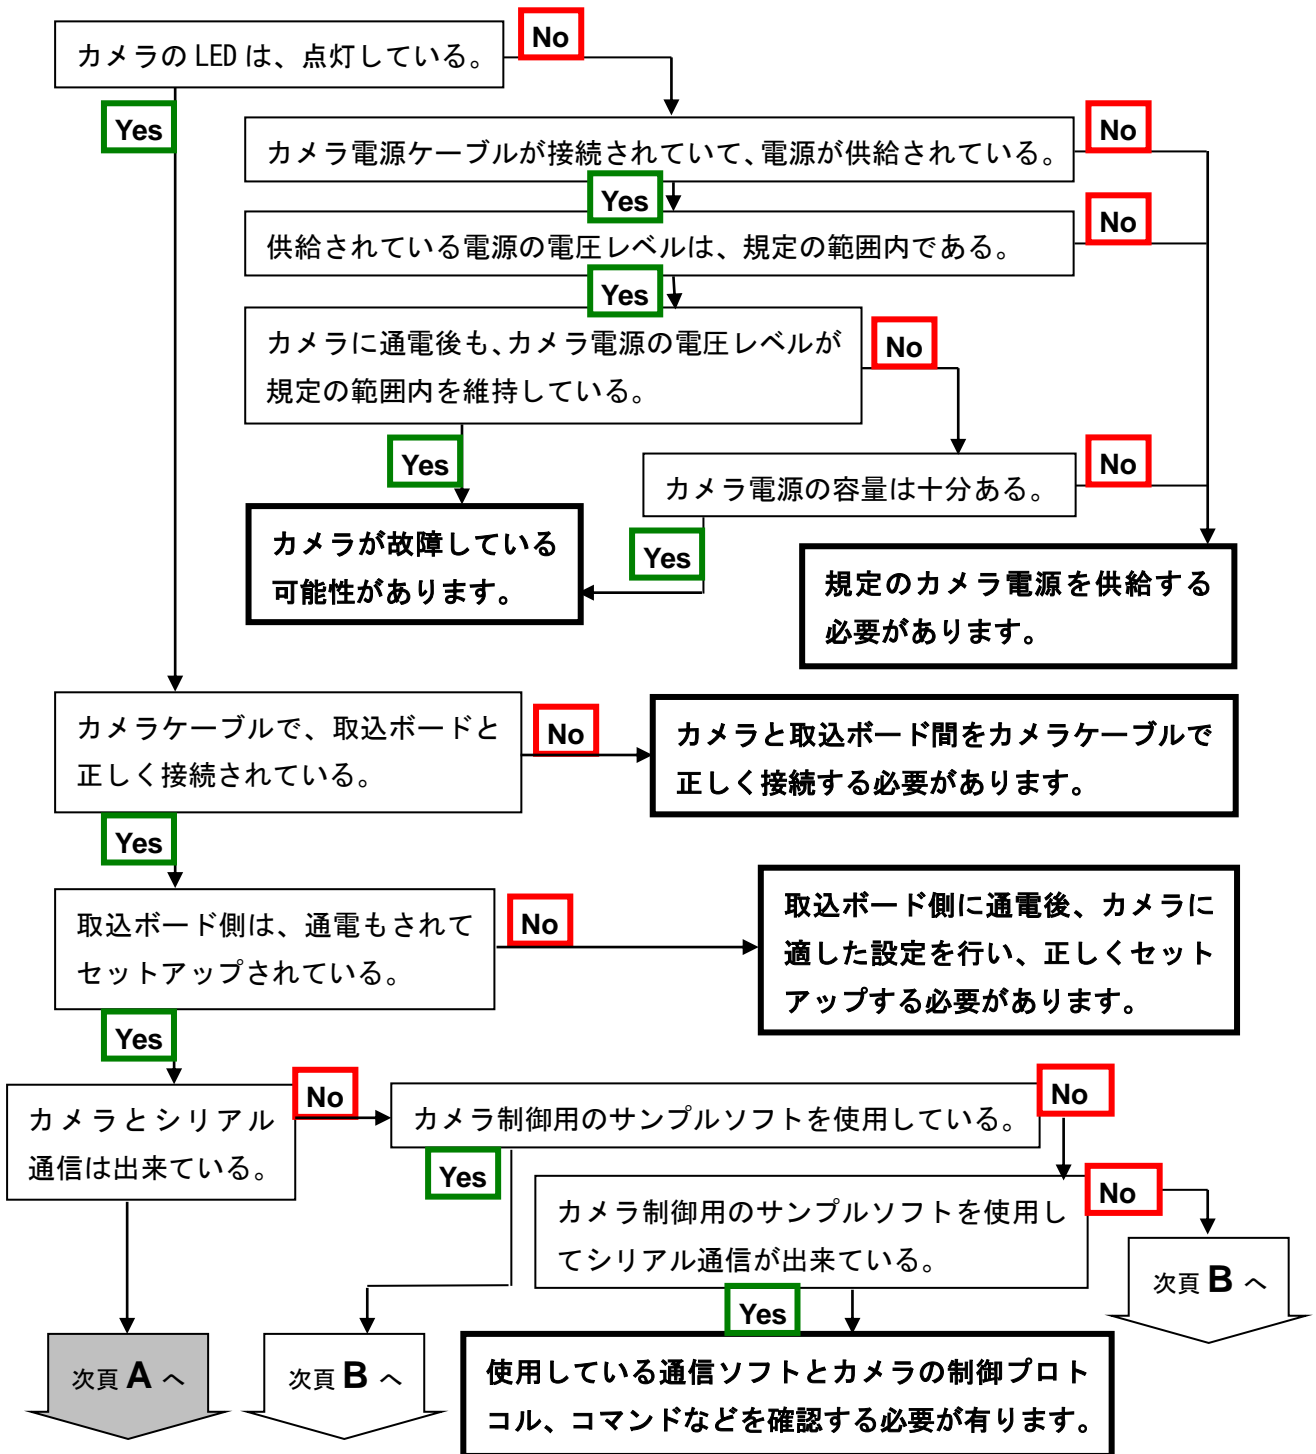 カメラの LED は、点灯している。
No
Yes
カメラ電源ケーブルが接続されていて、電源が供給されている。
No
Yes
供給されている電源の電圧レベルは、規定の範囲内である。
No
Yes
カメラに通電後も、カメラ電源の電圧レベルが
規定の範囲内を維持している。
No
Yes
カメラ電源の容量は十分ある。
No
Yes
カメラが故障している
可能性があります。
規定のカメラ電源を供給する
必要があります。
カメラケーブルで、取込ボードと
正しく接続されている。
No
カメラと取込ボード間をカメラケーブルで
正しく接続する必要があります。
Yes
取込ボード側は、通電もされて
セットアップされている。
No
取込ボード側に通電後、カメラに
適した設定を行い、正しくセット
アップする必要があります。
Yes
カメラとシリアル
通信は出来ている。
No
カメラ制御用のサンプルソフトを使用している。
No
Yes
カメラ制御用のサンプルソフトを使用し
てシリアル通信が出来ている。
No
次頁 B へ
Yes
次頁 A へ
次頁 B へ
使用している通信ソフトとカメラの制御プロト
コル、コマンドなどを確認する必要が有ります。